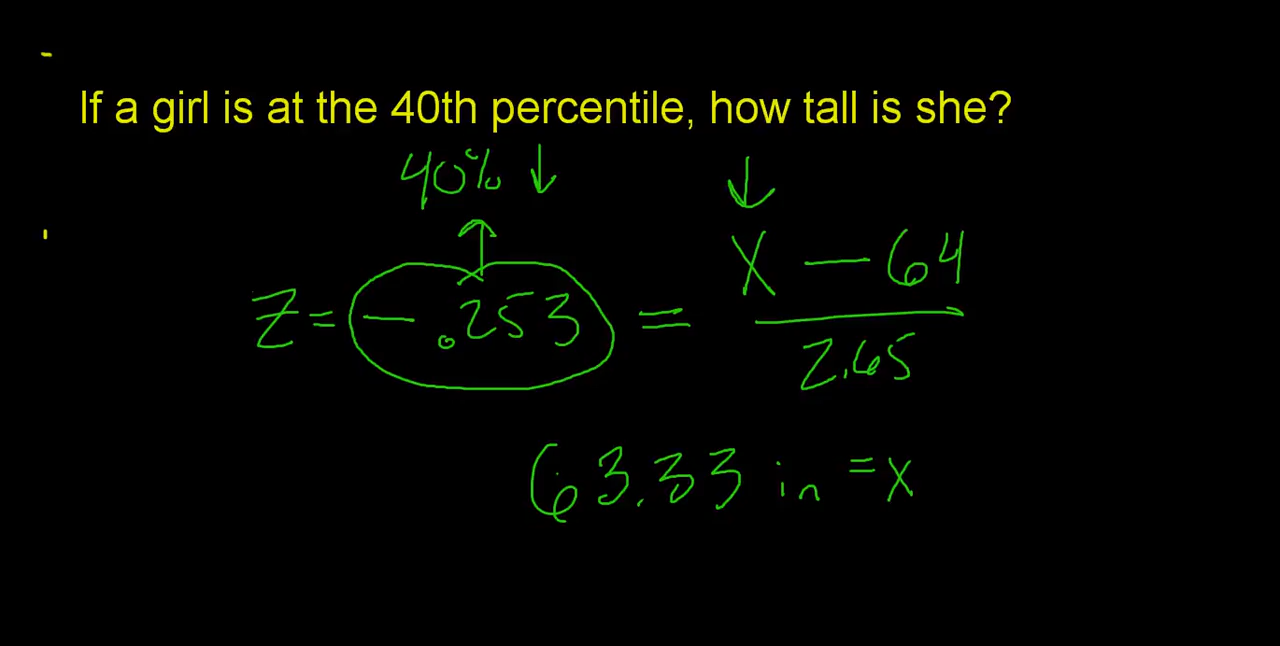 If a girl is at the 40th percentile, how tall is she?
40% ↓ ↓
Z = -.253 = X - 64 / 2.65
63.33 in = X